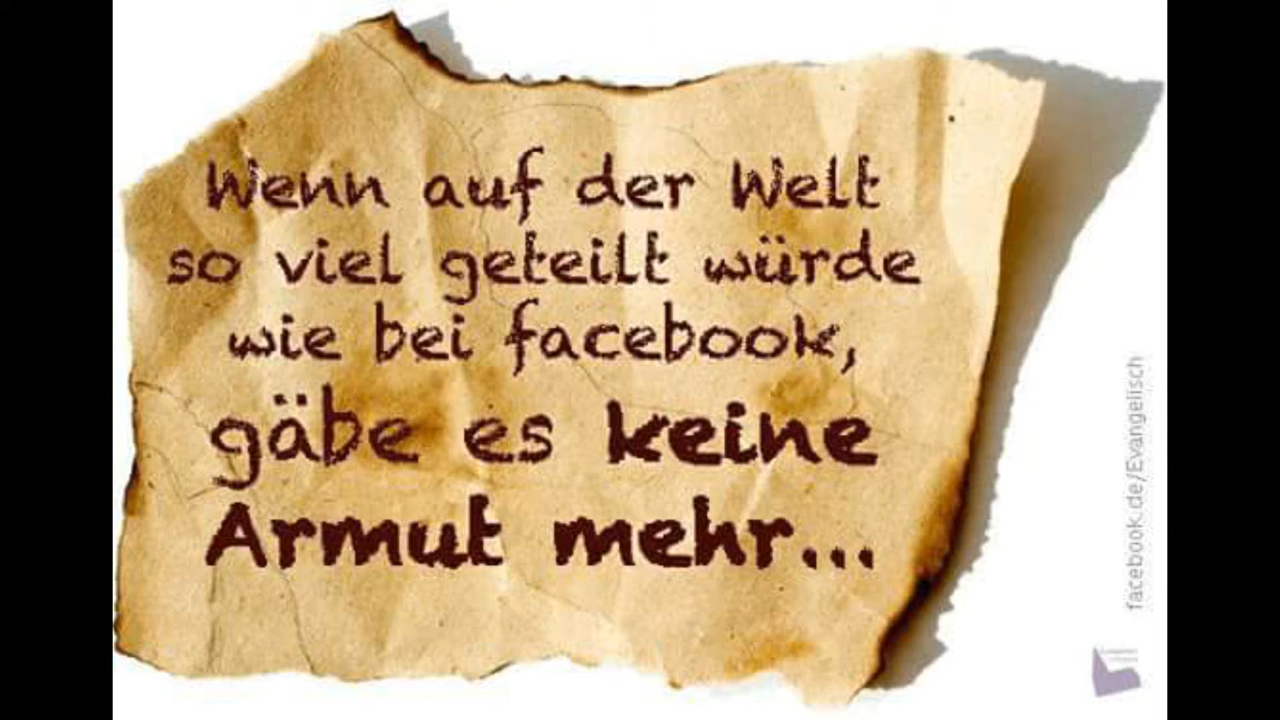 Wenn auf der Welt
so viel geteilt würde
wie bei facebook,
gäbe es keine
Armut mehr...
facebook.de/Evangelisch